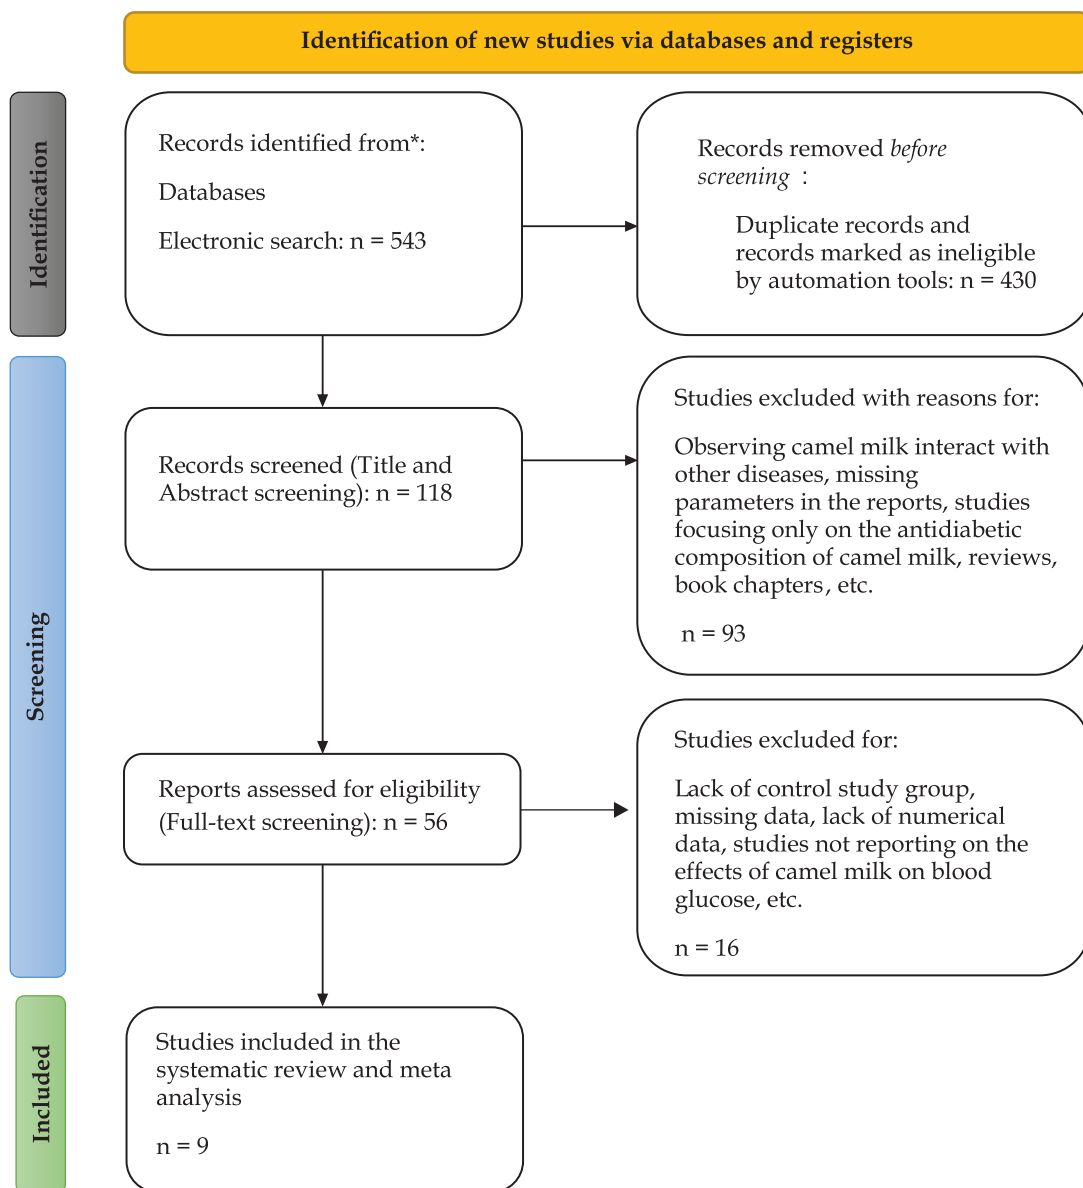 Identification of new studies via databases and registers
Identification
Records identified from*:
Databases
Electronic search: n = 543
Records removed before
screening :
Duplicate records and
records marked as ineligible
by automation tools: n = 430
Screening
Records screened (Title and
Abstract screening): n = 118
Studies excluded with reasons for:
Observing camel milk interact with
other diseases, missing
parameters in the reports, studies
focusing only on the antidiabetic
composition of camel milk, reviews,
book chapters, etc.
n = 93
Reports assessed for eligibility
(Full-text screening): n = 56
Studies excluded for:
Lack of control study group,
missing data, lack of numerical
data, studies not reporting on the
effects of camel milk on blood
glucose, etc.
n = 16
Included
Studies included in the
systematic review and meta
analysis
n = 9